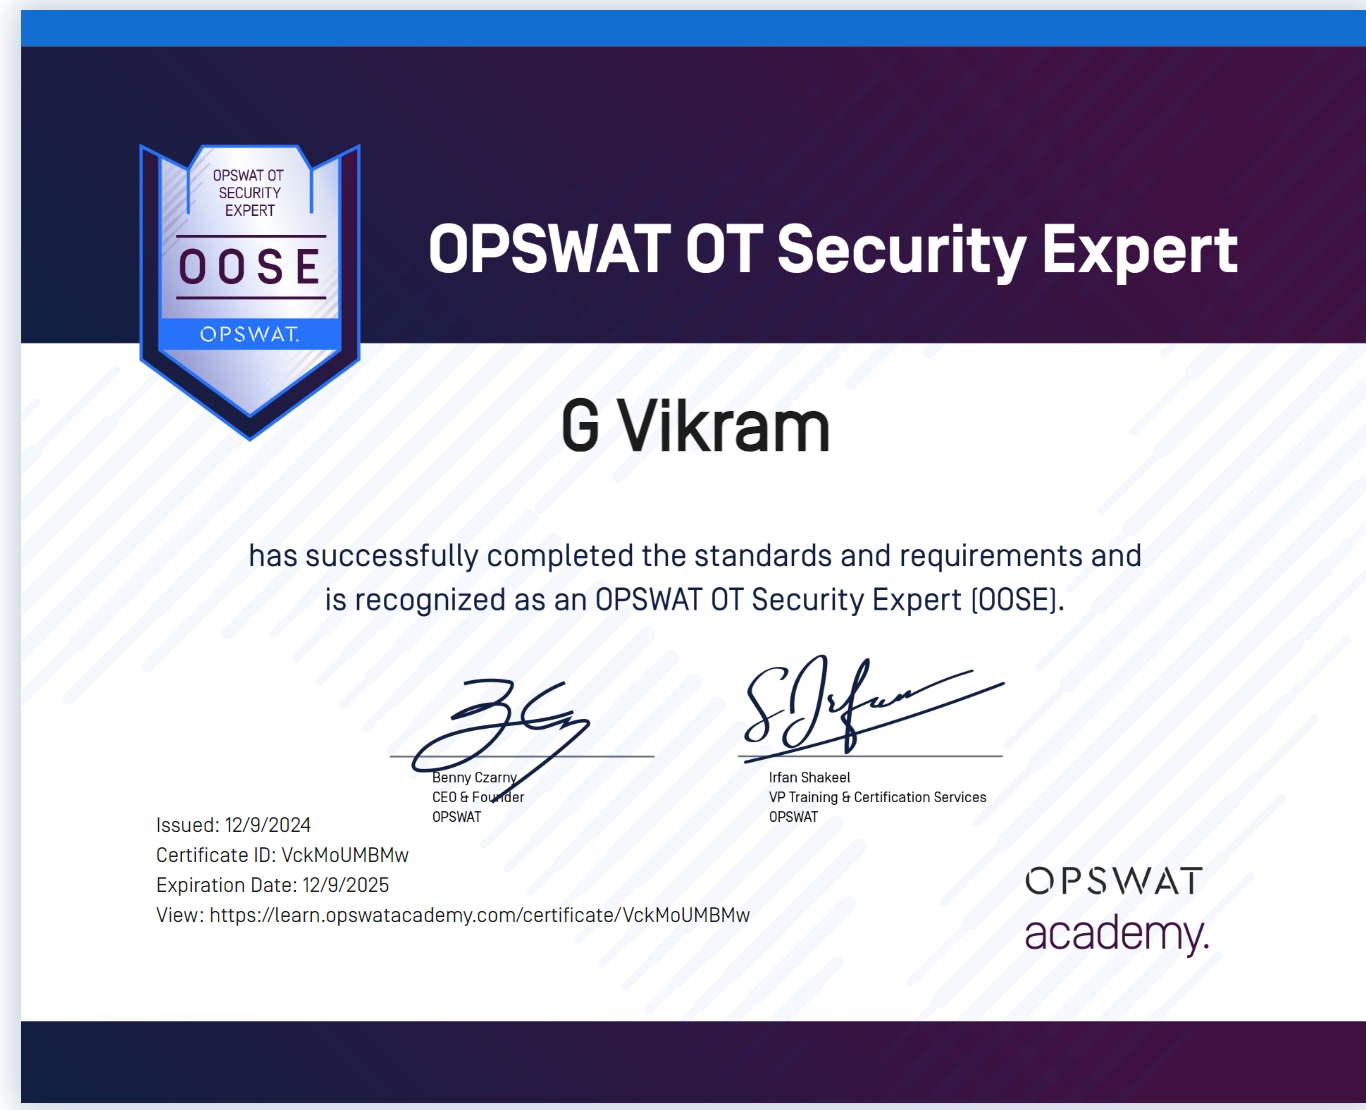 OPSWAT OT
SECURITY
EXPERT
OOSE
OPSWAT.
OPSWAT OT Security Expert
G Vikram
has successfully completed the standards and requirements and
is recognized as an OPSWAT OT Security Expert (OOSE).
Benny Czarny
CEO & Founder
OPSWAT
Irfan Shakeel
VP Training & Certification Services
OPSWAT
Issued: 12/9/2024
Certificate ID: VckMoUMBMw
Expiration Date: 12/9/2025
View: https://learn.opswatacademy.com/certificate/VckMoUMBMw
OPSWAT
academy.